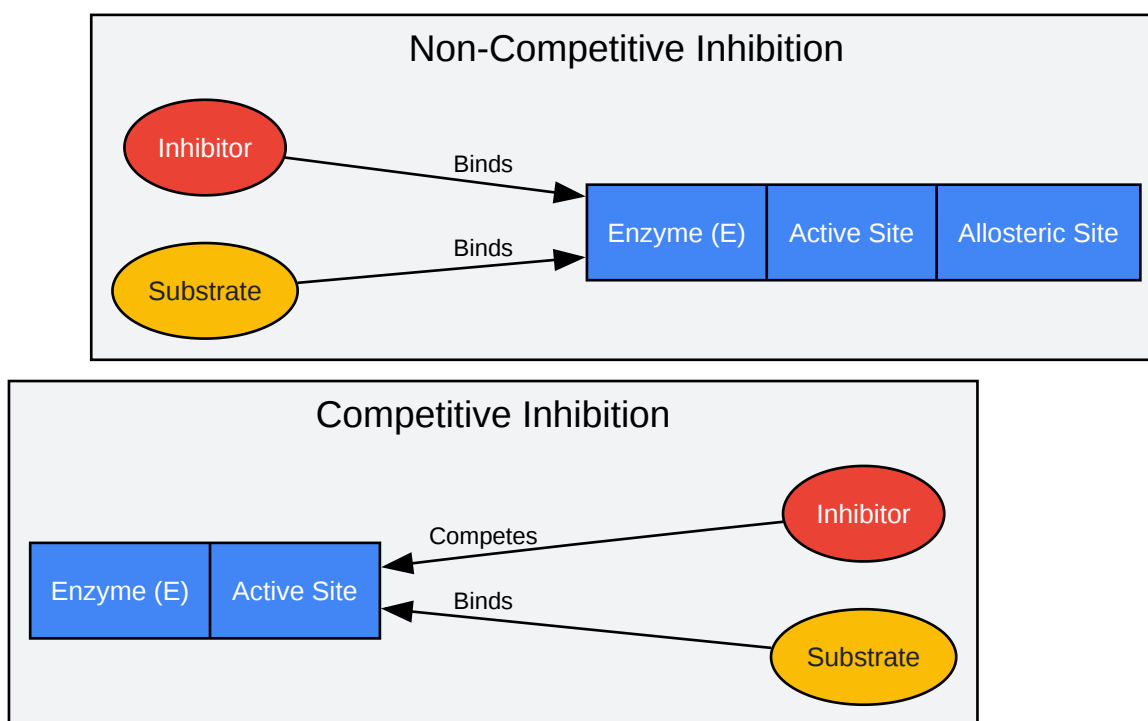 Non-Competitive Inhibition
Inhibitor
Binds
Enzyme (E)
Active Site
Allosteric Site
Binds
Substrate
Competitive Inhibition
Inhibitor
Competes
Enzyme (E)
Active Site
Binds
Substrate